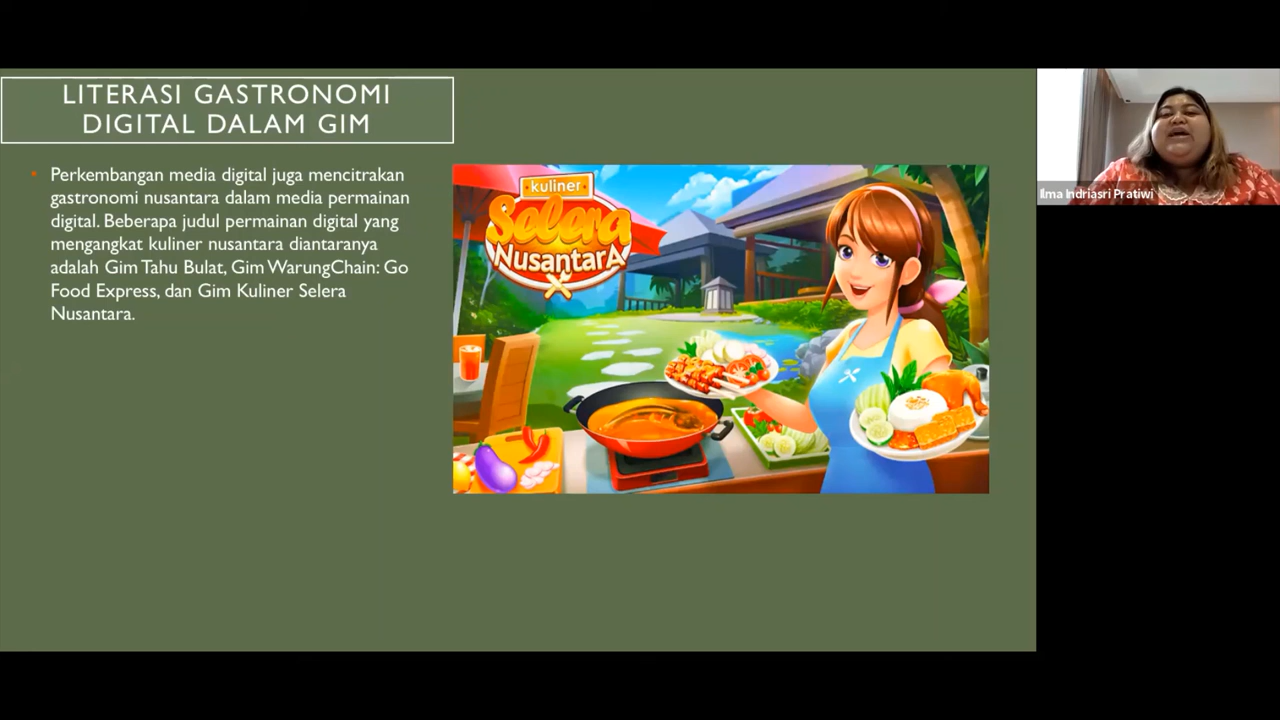 LITERASI GASTRONOMI
DIGITAL DALAM GIM
• Perkembangan media digital juga mencitrakan
gastronomi nusantara dalam media permainan
digital. Beberapa judul permainan digital yang
mengangkat kuliner nusantara diantaranya
adalah Gim Tahu Bulat, Gim WarungChain: Go
Food Express, dan Gim Kuliner Selera
Nusantara.
kuliner
Selera
NusantarA
Ilma Indriasri Pratiwi